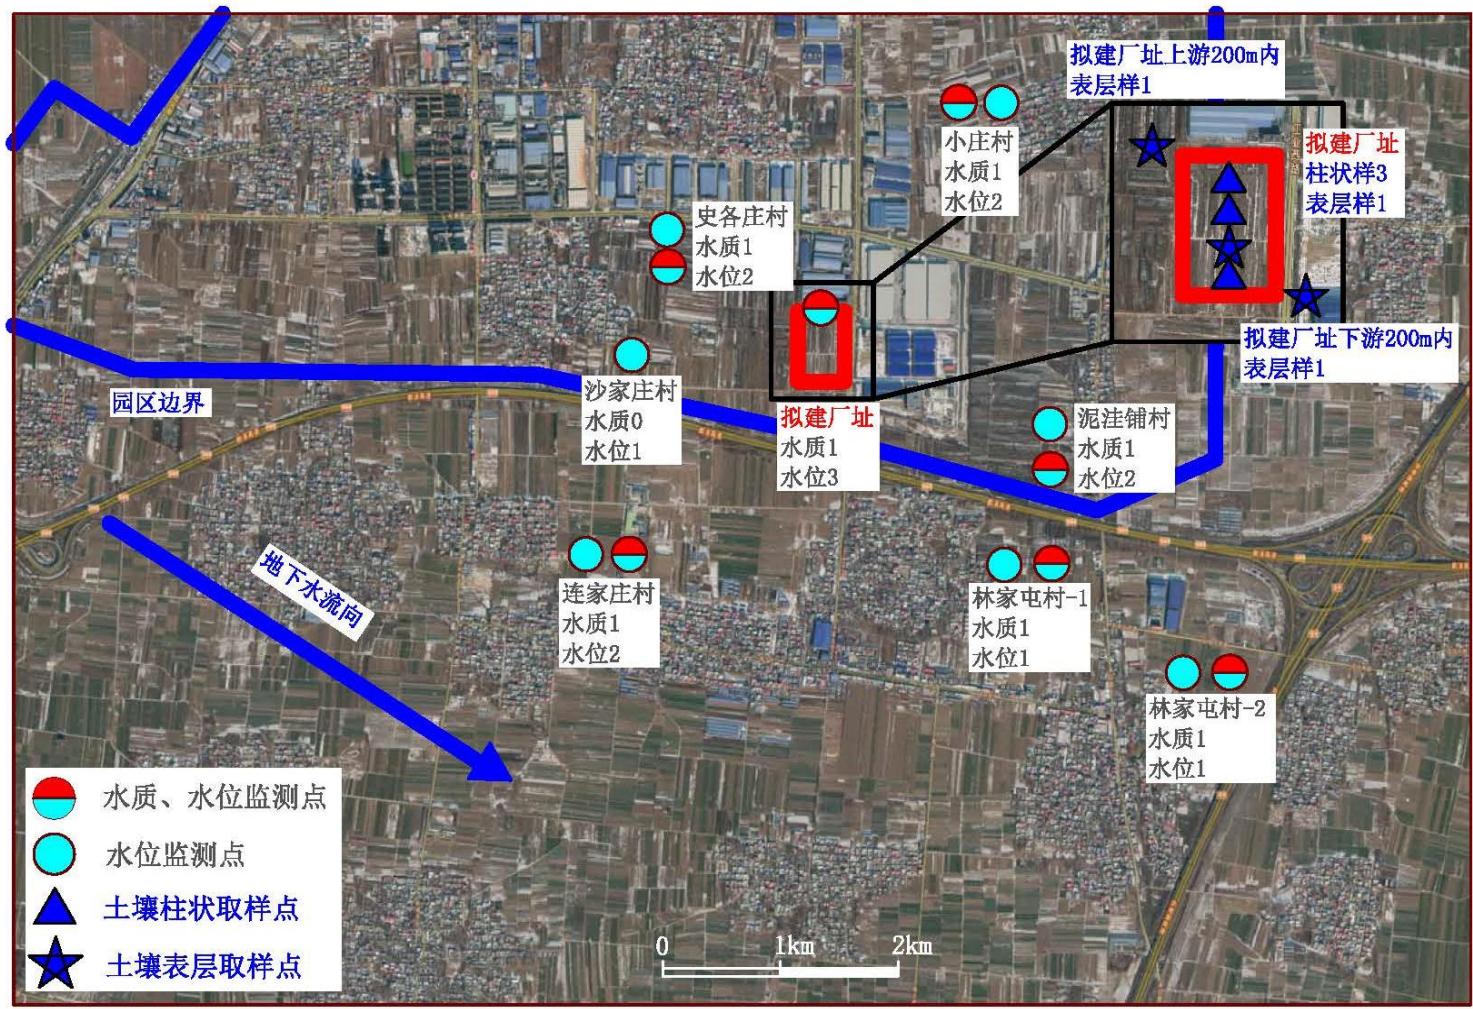 拟建厂址上游200m内
表层样1
小庄村
水质1
水位2
拟建厂址
柱状样3
表层样1
史各庄村
水质1
水位2
拟建厂址下游200m内
表层样1
沙家庄村
水质0
水位1
园区边界
拟建厂址
水质1
水位3
泥洼铺村
水质1
水位2
地下水流向
连家庄村
水质1
水位2
林家屯村-1
水质1
水位1
林家屯村-2
水质1
水位1
水质、水位监测点
水位监测点
土壤柱状取样点
土壤表层取样点
0 1km 2km